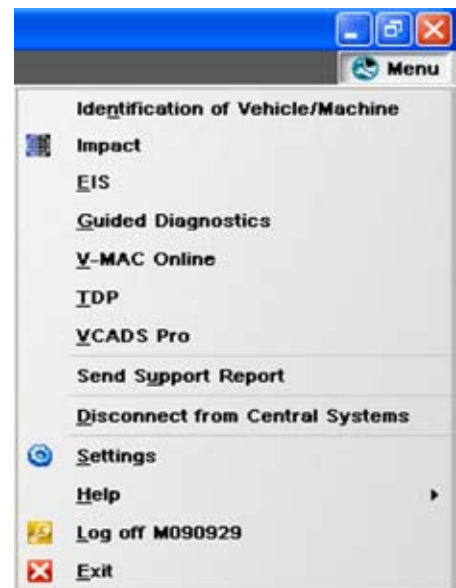 Menu
Identification of Vehicle/Machine
Impact
EIS
Guided Diagnostics
V-MAC Online
TDP
VCADS Pro
Send Support Report
Disconnect from Central Systems
Settings
Help
Log off M090929
Exit